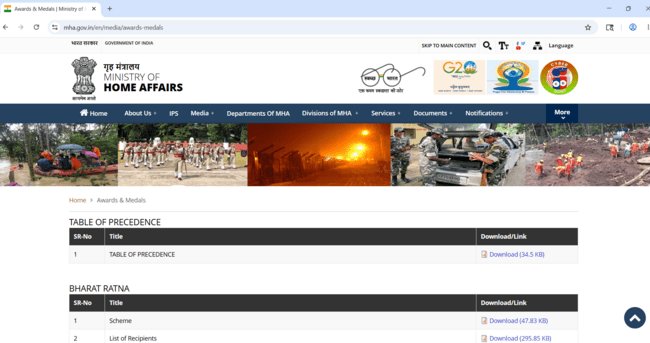 Awards & Medals | Ministry of
mha.gov.in/en/media/awards-medals
भारत सरकार GOVERNMENT OF INDIA
SKIP TO MAIN CONTENT Language
गृह मंत्रालय
MINISTRY OF
HOME AFFAIRS
सत्यमेव जयते
स्वच्छ भारत
एक कदम स्वच्छता की ओर
G20
CYBER
Home About Us IPS Media Departments Of MHA Divisions of MHA Services Documents Notifications More
Home > Awards & Medals
TABLE OF PRECEDENCE
SR-No Title Download/Link
1 TABLE OF PRECEDENCE Download (34.5 KB)
BHARAT RATNA
SR-No Title Download/Link
1 Scheme Download (47.83 KB)
2 List of Recipients Download (295.85 KB)